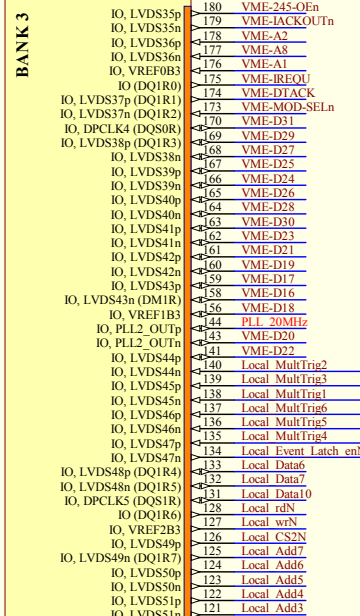 BANK 3
IO, LVDS35p 180 VME-245-OEn
IO, LVDS35n 179 VME-IACKOUTn
IO, LVDS36p 178 VME-A2
IO, LVDS36n 177 VME-A8
IO, VREF0B3 176 VME-A1
IO (DQ1R0) 175 VME-IREQU
IO, LVDS37p (DQ1R1) 174 VME-DTACK
IO, LVDS37n (DQ1R2) 173 VME-MOD-SELn
IO, DPCLK4 (DQS0R) 170 VME-D31
IO, LVDS38p (DQ1R3) 169 VME-D29
IO, LVDS38n 168 VME-D27
IO, LVDS39p 167 VME-D25
IO, LVDS39n 166 VME-D24
IO, LVDS40p 165 VME-D26
IO, LVDS40n 164 VME-D28
IO, LVDS41p 163 VME-D30
IO, LVDS41n 162 VME-D23
IO, LVDS42p 161 VME-D21
IO, LVDS42n 160 VME-D19
IO, LVDS43p 159 VME-D17
IO, LVDS43n (DM1R) 158 VME-D16
IO, VREF1B3 156 VME-D18
IO, PLL2_OUTp 144 PLL_20MHz
IO, PLL2_OUTn 143 VME-D20
IO, LVDS44p 141 VME-D22
IO, LVDS44n 140 Local_MultTrig2
IO, LVDS45p 139 Local_MultTrig3
IO, LVDS45n 138 Local_MultTrig1
IO, LVDS46p 137 Local_MultTrig6
IO, LVDS46n 136 Local_MultTrig5
IO, LVDS47p 135 Local_MultTrig4
IO, LVDS47n 134 Local_Event_Latch_enN
IO, LVDS48p (DQ1R4) 133 Local_Data6
IO, LVDS48n (DQ1R5) 132 Local_Data7
IO, DPCLK5 (DQS1R) 131 Local_Data10
IO (DQ1R6) 128 Local_rdN
IO, VREF2B3 127 Local_wrN
IO, LVDS49p 126 Local_CS2N
IO, LVDS49n (DQ1R7) 125 Local_Add7
IO, LVDS50p 124 Local_Add6
IO, LVDS50n 123 Local_Add5
IO, LVDS51p 122 Local_Add4
IO, LVDS51n 121 Local_Add3